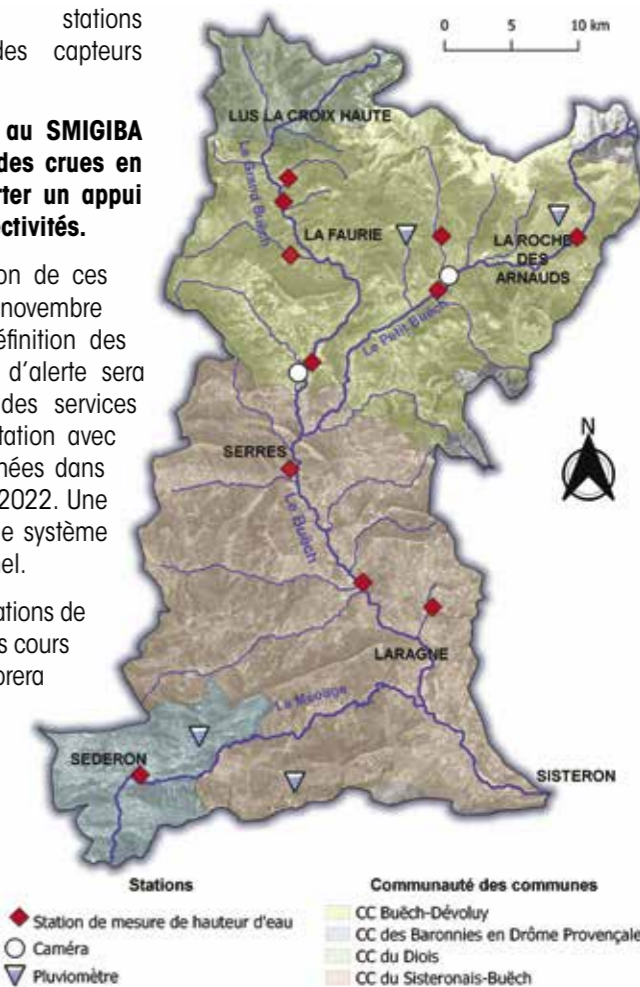 stations
des capteurs
au SMIGIBA
des crues en
rter un appui
ectivités.
on de ces
novembre
éfinition des
d'alerte sera
des services
tation avec
nées dans
2022. Une
e système
el.
ations de
s cours
orera
0 5 10 km
LUS LA CROIX HAUTE
Le Grand Buëch
LA FAURIE
LA ROCHE
DES
ARNAUDS
Le Petit Buëch
N
SERRES
Le Buëch
LARAGNE
La Méouge
SEDERON
SISTERON
Stations
Station de mesure de hauteur d'eau
Caméra
Pluviomètre
Communauté des communes
CC Buëch-Dévoluy
CC des Baronnies en Drôme Provençale
CC du Diois
CC du Sisteronais-Buëch